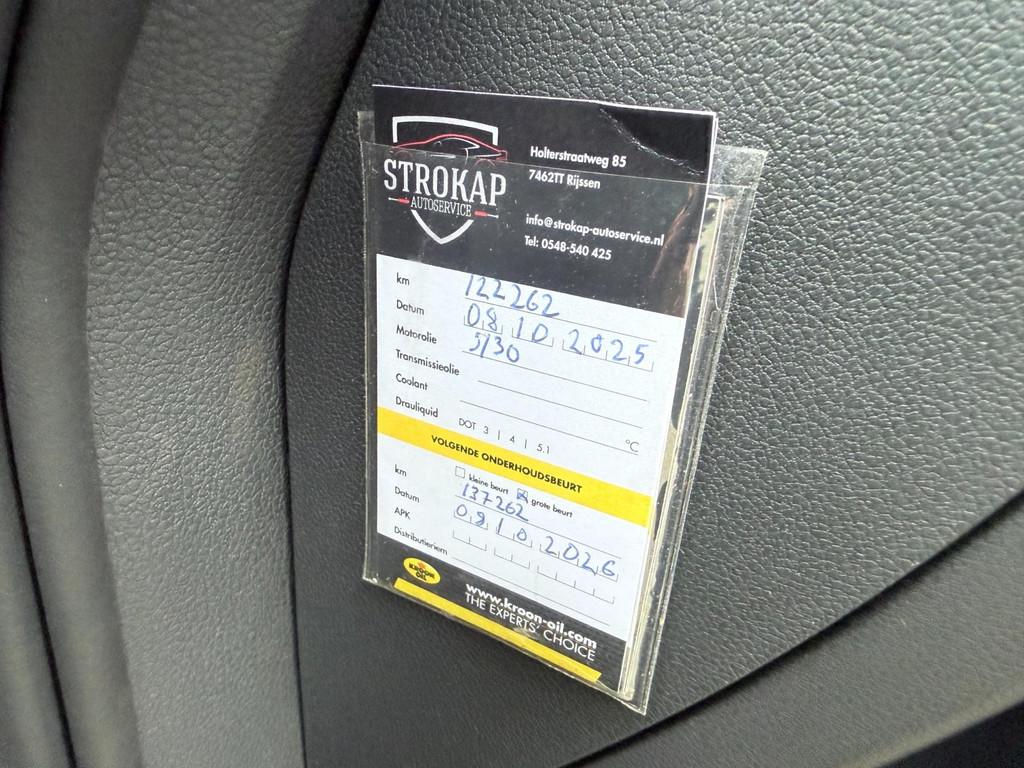 STROKAP
AUTOSERVICE
Holterstraatweg 85
7462TT Rijssen
info@strokap-autoservice.nl
Tel: 0548-540 425
km 122262
Datum 08 10 2025
Motorolie 5/30
Transmissieolie
Coolant °C
Drauliquid DOT 3 | 4 | 5.1
VOLGENDE ONDERHOUDSBEURT
kleine beurt grote beurt
km 137262
Datum 08 10 2026
APK
Distributieriem
KROON
OIL
www.kroon-oil.com
THE EXPERTS' CHOICE